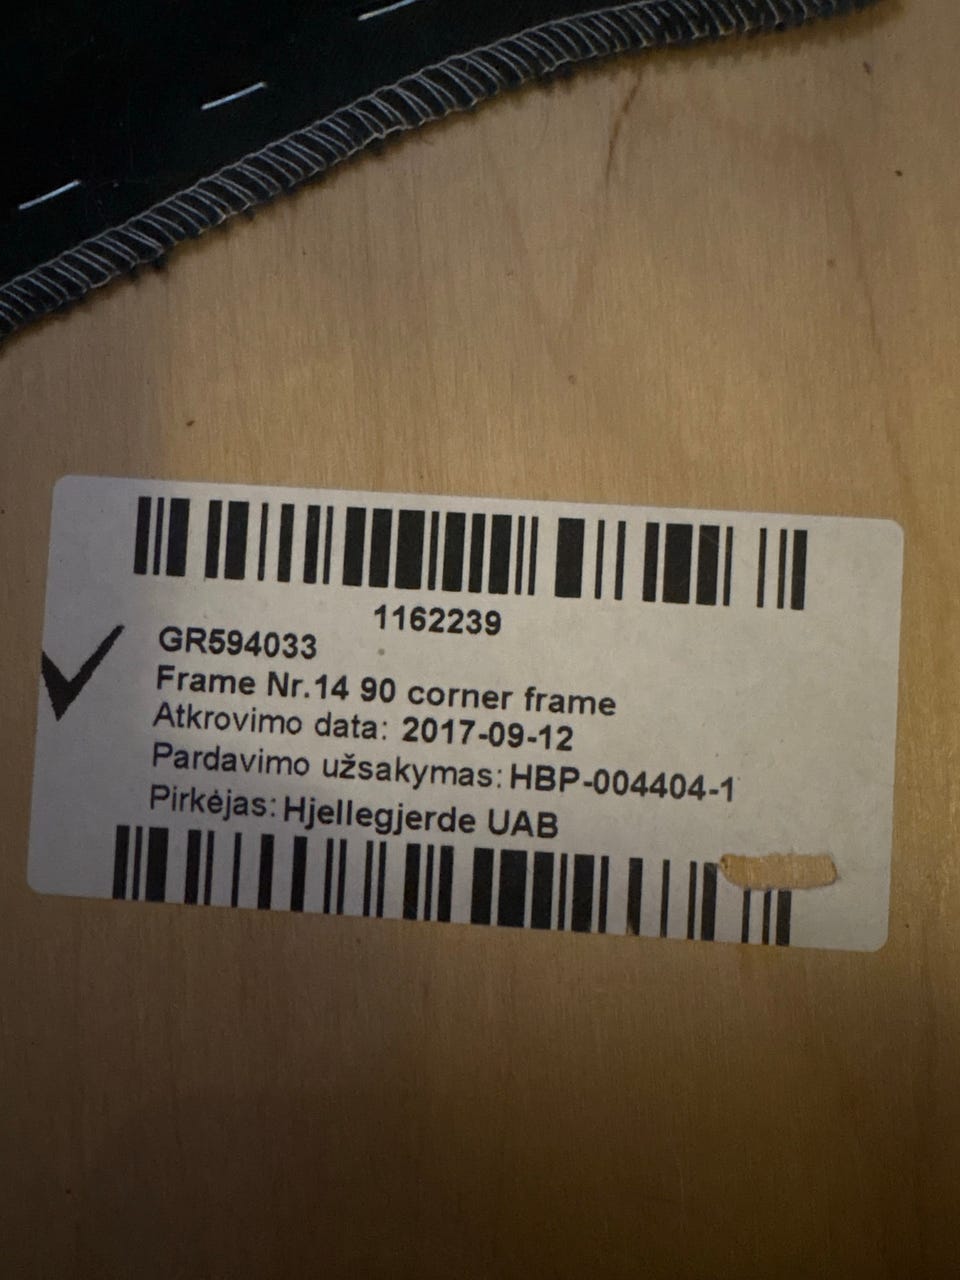 1162239
GR594033
Frame Nr.14 90 corner frame
Atkrovimo data: 2017-09-12
Pardavimo užsakymas: HBP-004404-1
Pirkėjas: Hjellegjerde UAB